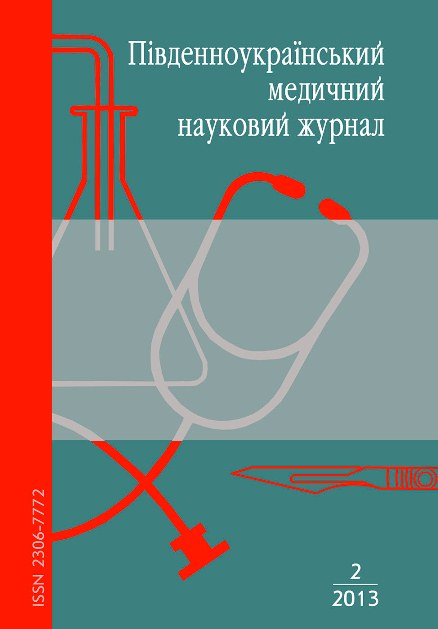 Південноукраїнський
медичний
науковий журнал
ISSN 2306-7772
2
2013